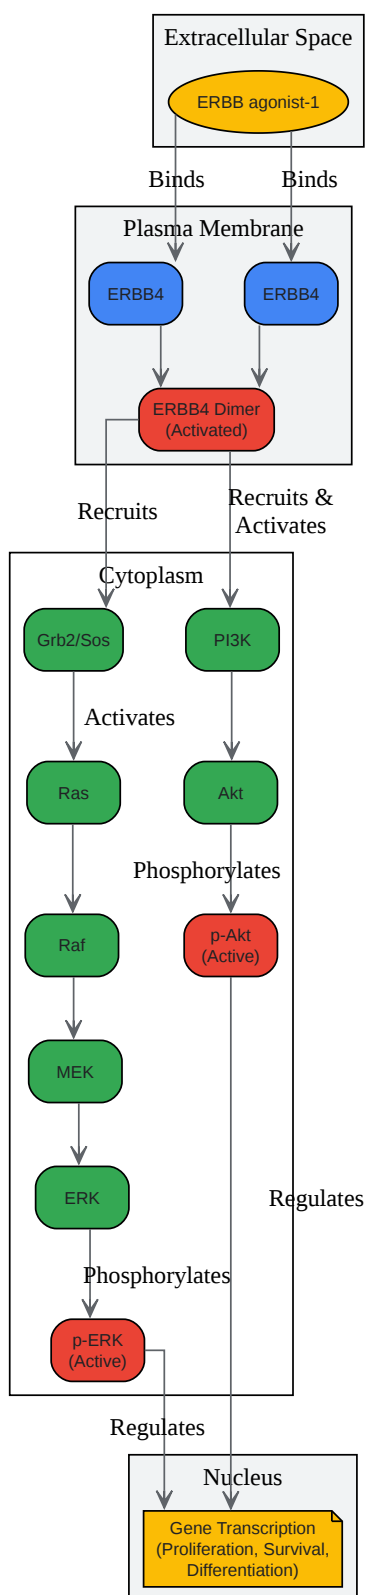 Extracellular Space
ERBB agonist-1
Binds
Binds
Plasma Membrane
ERBB4
ERBB4
ERBB4 Dimer
(Activated)
Recruits
Recruits &
Activates
Cytoplasm
Grb2/Sos
PI3K
Activates
Ras
Akt
Phosphorylates
Raf
p-Akt
(Active)
MEK
ERK
Regulates
Phosphorylates
p-ERK
(Active)
Regulates
Nucleus
Gene Transcription
(Proliferation, Survival,
Differentiation)